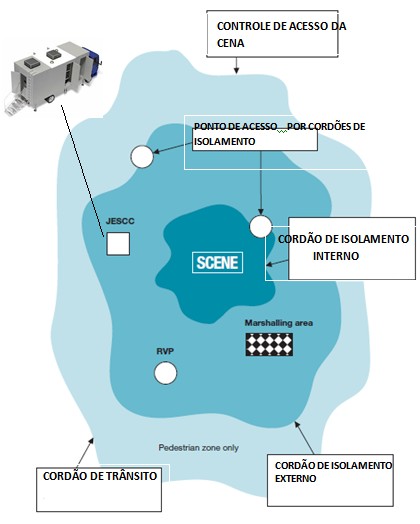 CONTROLE DE ACESSO DA
CENA
PONTO DE ACESSO POR CORDÕES DE
ISOLAMENTO
JESCC
CORDÃO DE ISOLAMENTO
INTERNO
SCENE
Marshalling area
RVP
Pedestrian zone only
CORDÃO DE TRÂNSITO
CORDÃO DE ISOLAMENTO
EXTERNO